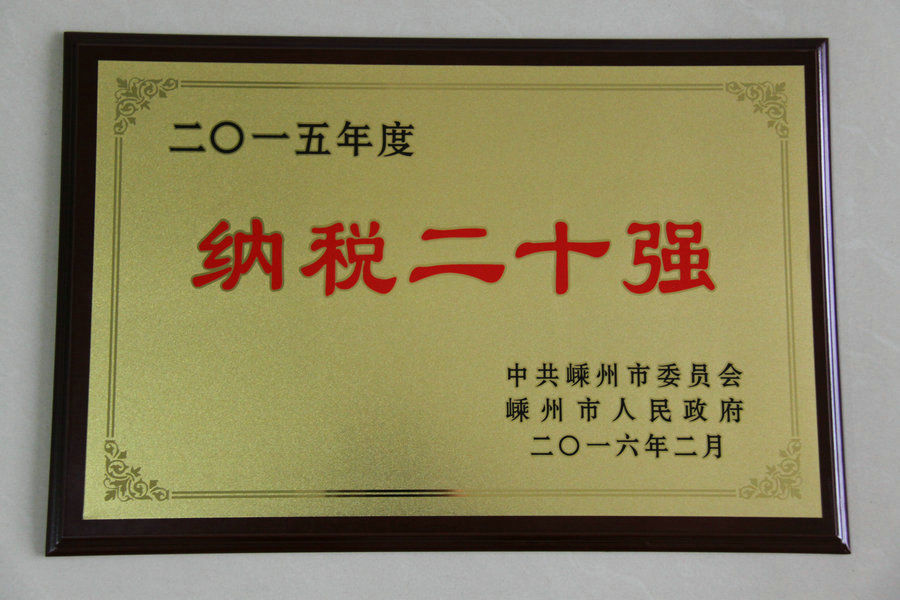 二〇一五年度
纳税二十强
中共嵊州市委员会
嵊州市人民政府
二〇一六年二月